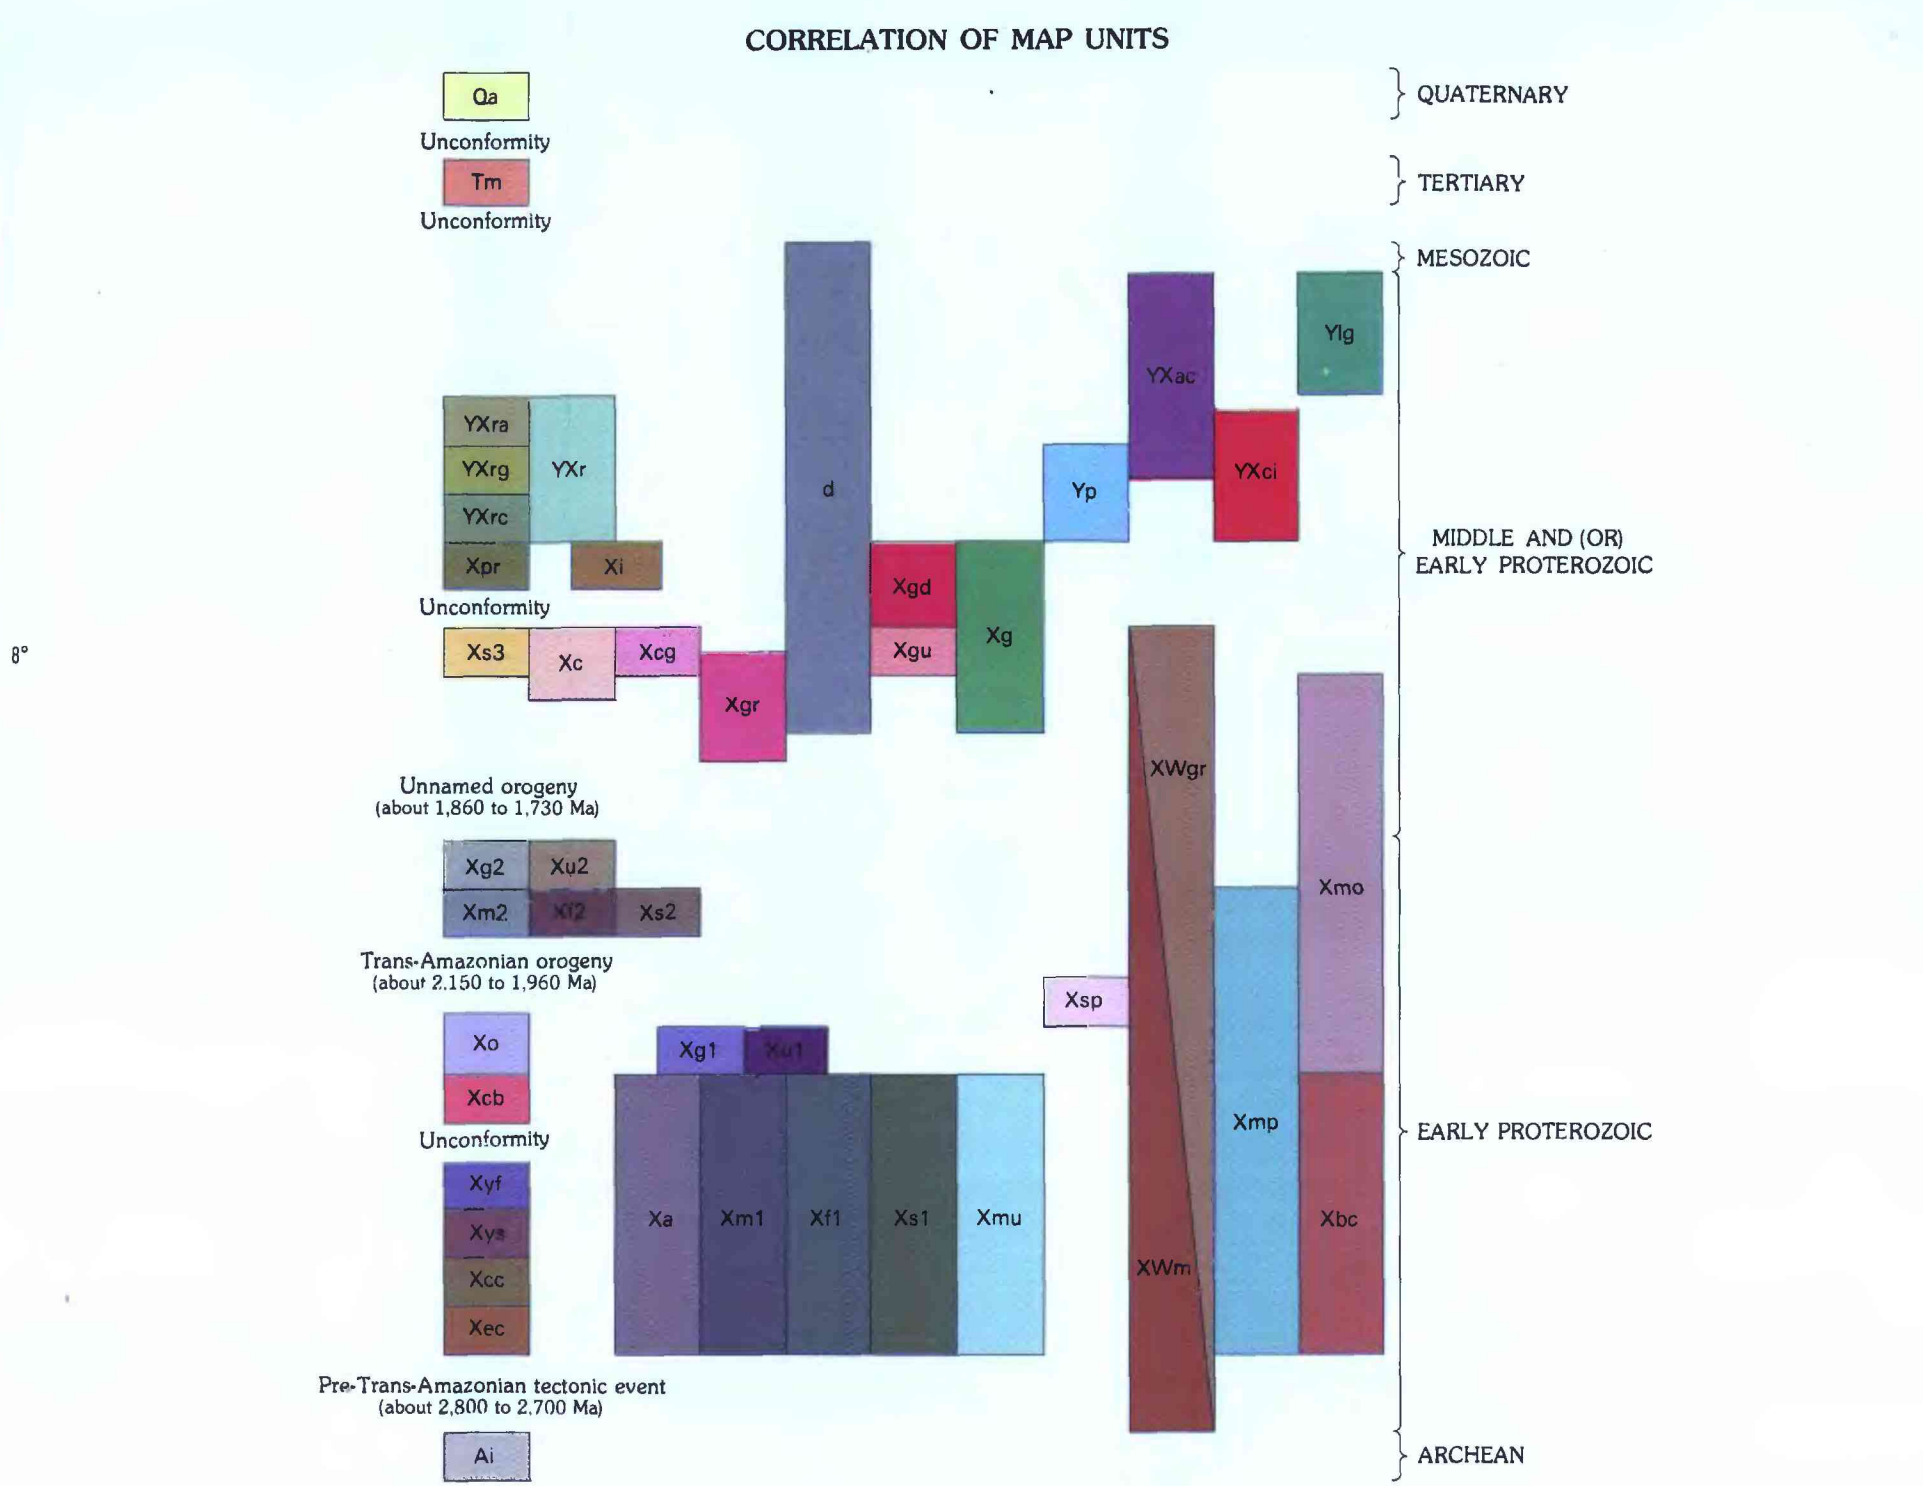 CORRELATION OF MAP UNITS
Qa
QUATERNARY
Unconformity
Tm
TERTIARY
Unconformity
MESOZOIC
Ylg
YXac
YXra
YXrg
YXr
YXci
d
Yp
YXrc
MIDDLE AND (OR)
EARLY PROTEROZOIC
Xpr
Xi
Xgd
Unconformity
Xg
8°
Xs3
Xc
Xcg
Xgu
Xgr
XWgr
Unnamed orogeny
(about 1,860 to 1,730 Ma)
Xg2
Xu2
Xmo
Xm2
Xf2
Xs2
Trans-Amazonian orogeny
(about 2,150 to 1,960 Ma)
Xsp
Xo
Xg1
Xu1
Xcb
Xmp
Unconformity
EARLY PROTEROZOIC
Xyf
Xys
Xa
Xm1
Xf1
Xs1
Xmu
Xbc
XWm
Xcc
Xec
Pre-Trans-Amazonian tectonic event
(about 2,800 to 2,700 Ma)
Ai
ARCHEAN